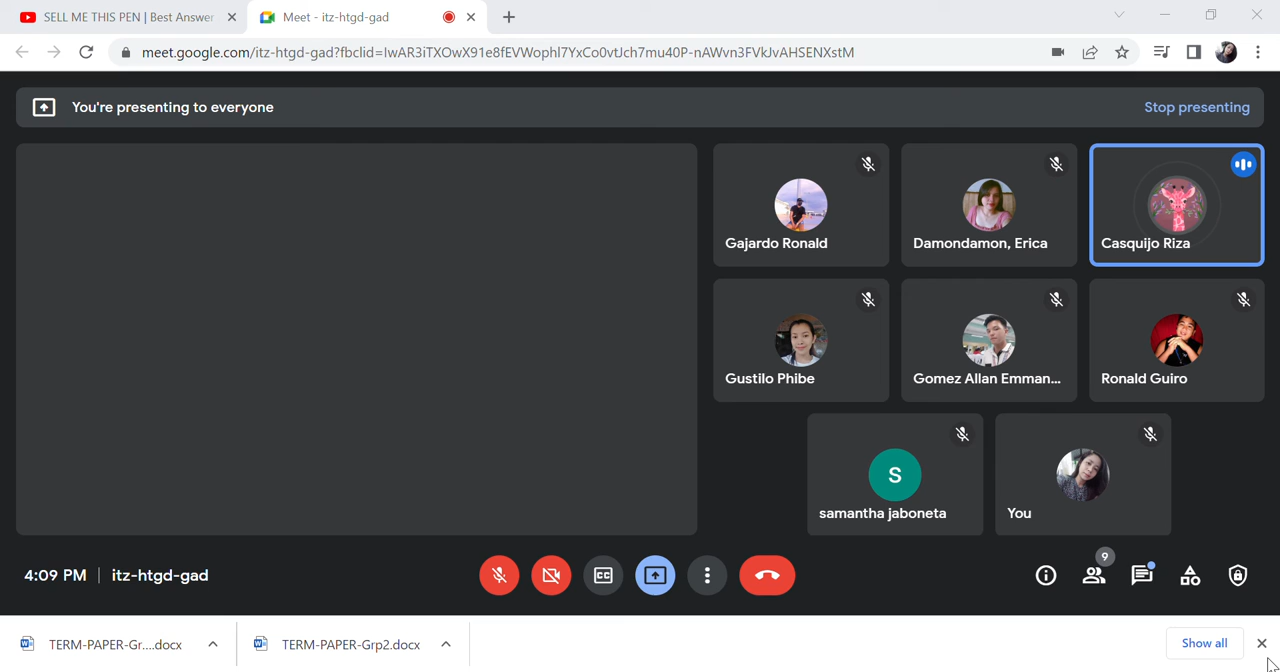 SELL ME THIS PEN | Best Answer
Meet - itz-htgd-gad
meet.google.com/itz-htgd-gad?fbclid=IwAR3iTXOwX91e8fEVWophl7YxCo0vtJch7mu40P-nAWvn3FVkJvAHSENXstM
You're presenting to everyone
Stop presenting
Gajardo Ronald
Damondamon, Erica
Casquijo Riza
Gustilo Phibe
Gomez Allan Emman...
Ronald Guiro
S
samantha jaboneta
You
4:09 PM | itz-htgd-gad
CC
9
TERM-PAPER-Gr....docx
TERM-PAPER-Grp2.docx
Show all